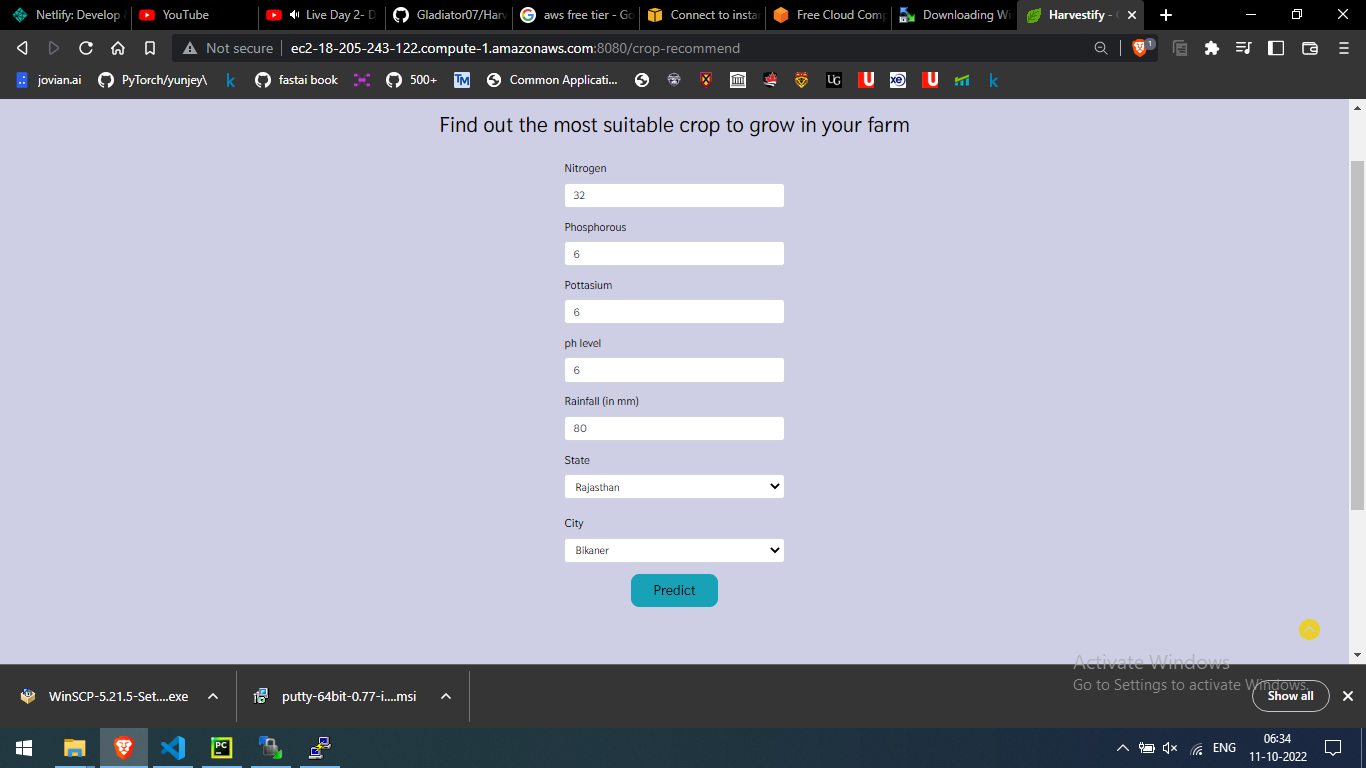 Netlify: Develop
YouTube
Live Day 2- D
Gladiator07/Harv
aws free tier - Go
Connect to insta
Free Cloud Comp
Downloading Wi
Harvestify -
Not secure
ec2-18-205-243-122.compute-1.amazonaws.com:8080/crop-recommend
1
jovian.ai
PyTorch/yunjey\
k
fastai book
500+
TM
Common Applicati...
UG
U
xe
U
k
Find out the most suitable crop to grow in your farm
Nitrogen
32
Phosphorous
6
Pottasium
6
ph level
6
Rainfall (in mm)
80
State
Rajasthan
City
Bikaner
Predict
Activate Windows
Go to Settings to activate Windows.
WinSCP-5.21.5-Set....exe
putty-64bit-0.77-i....msi
Show all
PC
ENG
06:34
11-10-2022